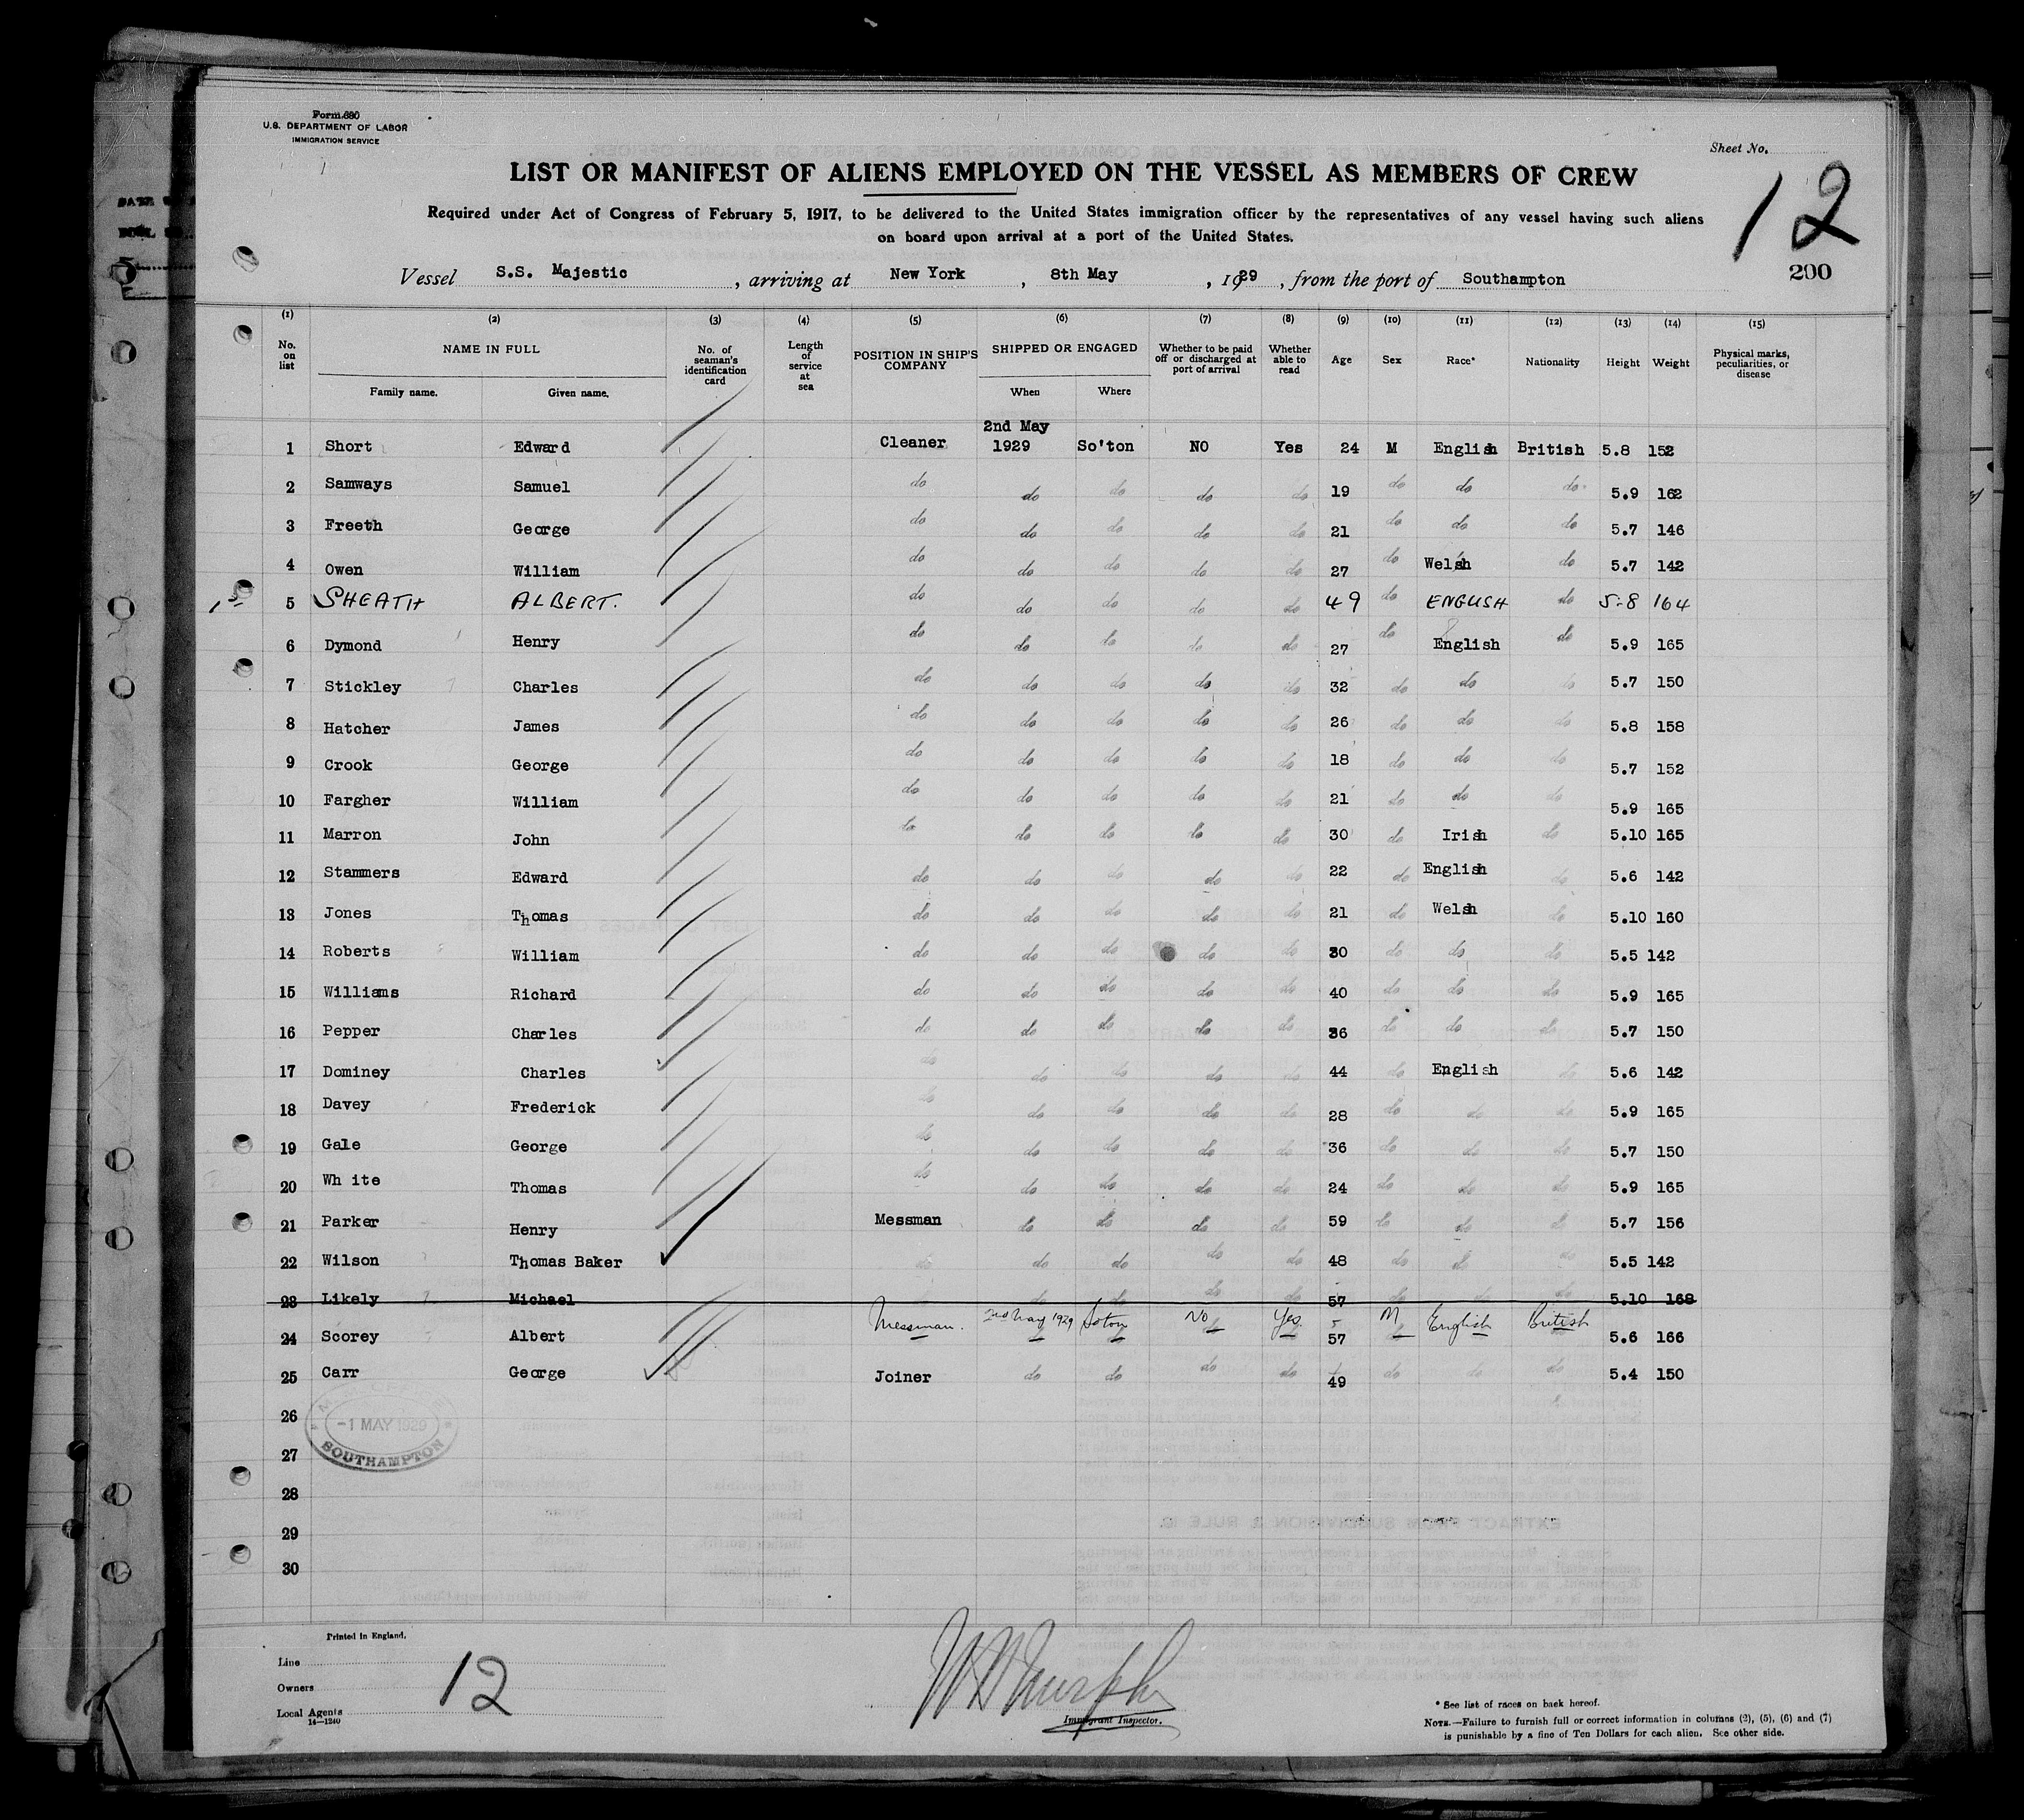 Form 680
U.S. DEPARTMENT OF LABOR
IMMIGRATION SERVICE
Sheet No.
12
LIST OR MANIFEST OF ALIENS EMPLOYED ON THE VESSEL AS MEMBERS OF CREW
Required under Act of Congress of February 5, 1917, to be delivered to the United States immigration officer by the representatives of any vessel having such aliens
on board upon arrival at a port of the United States.
200
Vessel S.S. Majestic , arriving at New York , 8th May , 1929 , from the port of Southampton
(1) (2) (3) (4) (5) (6) (7) (8) (9) (10) (11) (12) (13) (14) (15)
No. on list NAME IN FULL Family name. Given name. No. of seaman's identification card Length of service at sea POSITION IN SHIP'S COMPANY SHIPPED OR ENGAGED When Where Whether to be paid off or discharged at port of arrival Whether able to read Age Sex Race* Nationality Height Weight Physical marks, peculiarities, or disease
1 Short Edward Cleaner 2nd May 1929 So'ton NO Yes 24 M English British 5.8 152
2 Samways Samuel do do do do do 19 do do do 5.9 162
3 Freeth George do do do do do 21 do do do 5.7 146
4 Owen William do do do do do 27 do Welsh do 5.7 142
5 SHEATH ALBERT. do do do do do 49 do ENGLISH do 5.8 164
6 Dymond Henry do do do do do 27 do English do 5.9 165
7 Stickley Charles do do do do do 32 do do do 5.7 150
8 Hatcher James do do do do do 26 do do do 5.8 158
9 Crook George do do do do do 18 do do do 5.7 152
10 Fargher William do do do do do 21 do do do 5.9 165
11 Marron John do do do do do 30 do Irish do 5.10 165
12 Stammers Edward do do do do do 22 do English do 5.6 142
13 Jones Thomas do do do do do 21 do Welsh do 5.10 160
14 Roberts William do do do do do 30 do do do 5.5 142
15 Williams Richard do do do do do 40 do do do 5.9 165
16 Pepper Charles do do do do do 36 do do do 5.7 150
17 Dominey Charles do do do do do 44 do English do 5.6 142
18 Davey Frederick do do do do do 28 do do do 5.9 165
19 Gale George do do do do do 36 do do do 5.7 150
20 Wh ite Thomas do do do do do 24 do do do 5.9 165
21 Parker Henry Messman do do do do 59 do do do 5.7 156
22 Wilson Thomas Baker do do do do do 48 do do do 5.5 142
23 Likely Michael do do do do do 57 do do do 5.10 168
24 Scorey Albert Messman. 2nd May 1929 Soton No Yes. 57 M English British 5.6 166
25 Carr George Joiner do do do do 49 do do do 5.4 150
26
27
28
29
30
-1 MAY 1929
SOUTHAMPTON
Printed in England.
Line
Owners
Local Agents
14—1240
12
Immigrant Inspector.
* See list of races on back hereof.
NOTE.—Failure to furnish full or correct information in columns (2), (5), (6) and (7)
is punishable by a fine of Ten Dollars for each alien. See other side.